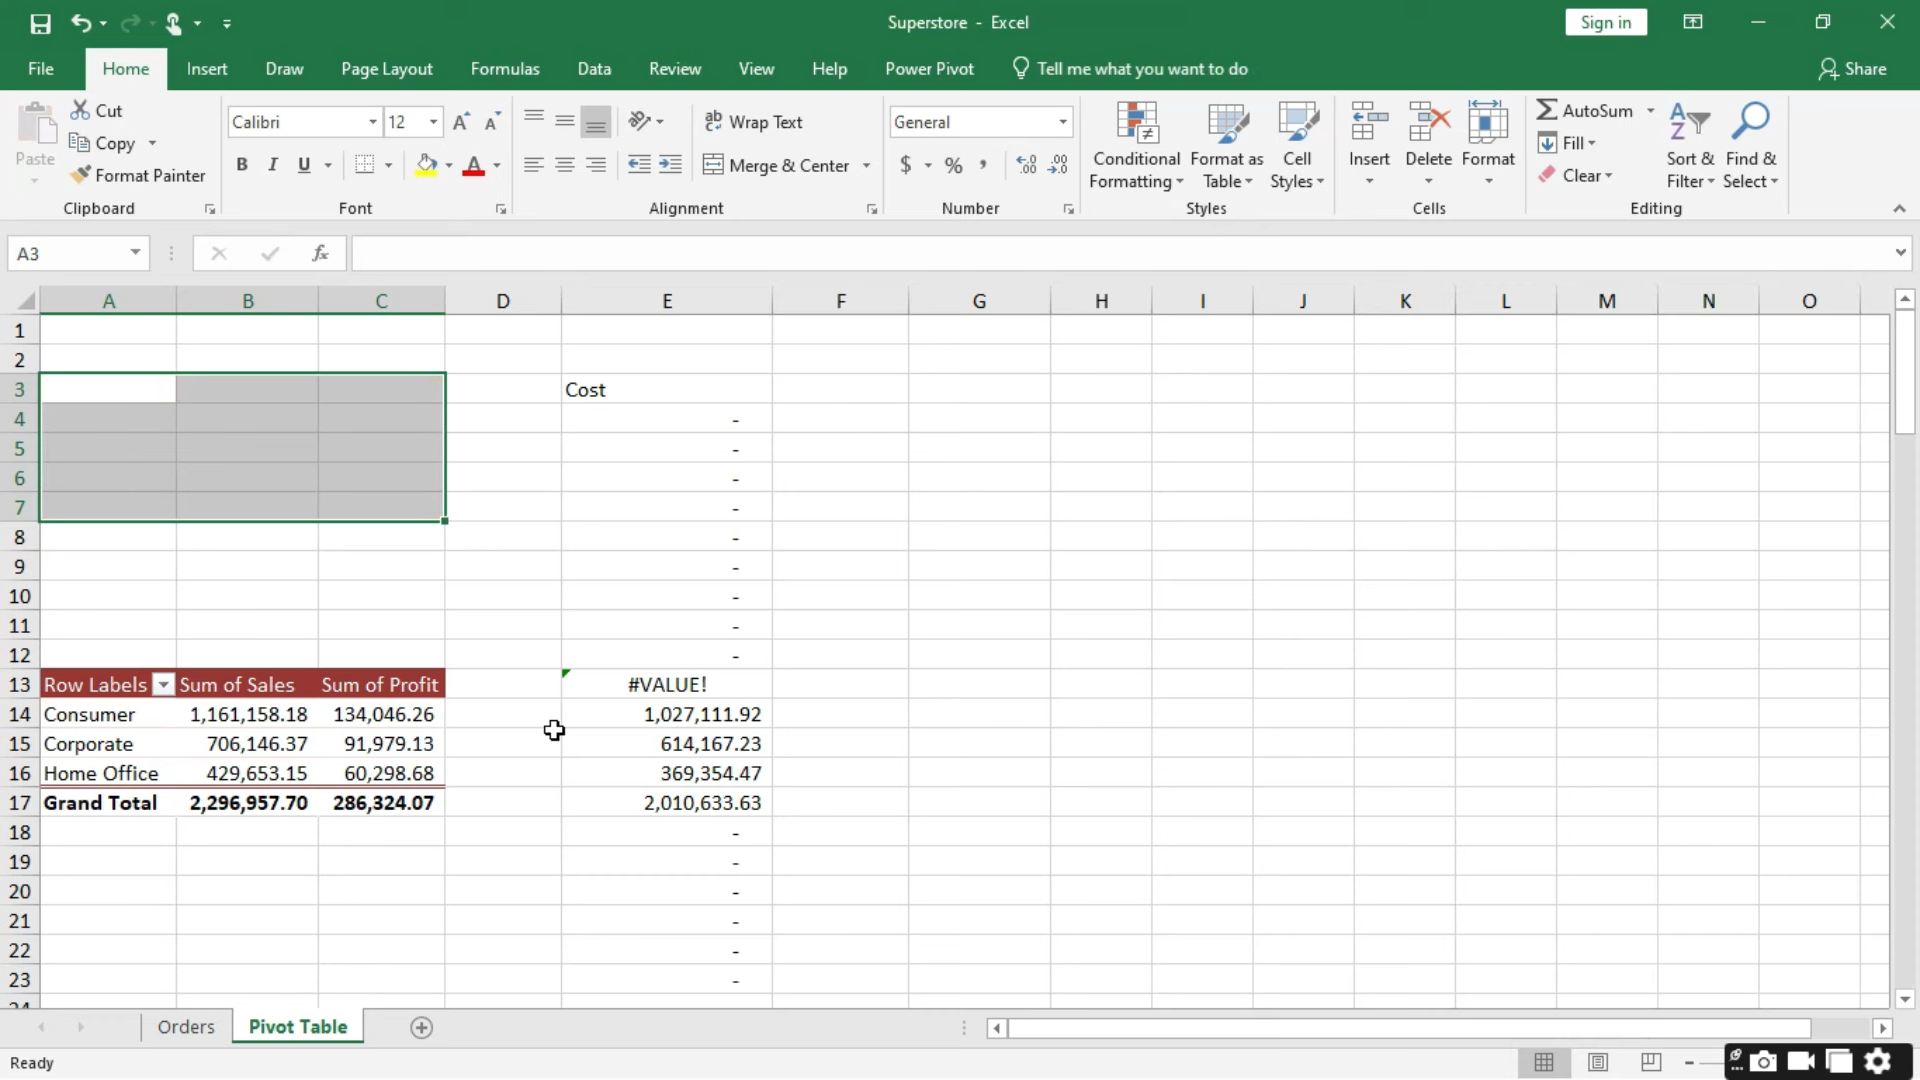 Superstore - Excel
Sign in
File Home Insert Draw Page Layout Formulas Data Review View Help Power Pivot Tell me what you want to do Share
Paste
Cut
Copy
Format Painter
Clipboard
Calibri 12
B I U A
Font
Wrap Text
Merge & Center
Alignment
General
$ % ,
Number
Conditional Formatting
Format as Table
Cell Styles
Styles
Insert Delete Format
Cells
AutoSum
Fill
Clear
Sort & Filter
Find & Select
Editing
A3 fx
A B C D E F G H I J K L M N O
1
2
3 Cost
4 -
5 -
6 -
7 -
8 -
9 -
10 -
11 -
12 -
13 Row Labels Sum of Sales Sum of Profit #VALUE!
14 Consumer 1,161,158.18 134,046.26 1,027,111.92
15 Corporate 706,146.37 91,979.13 614,167.23
16 Home Office 429,653.15 60,298.68 369,354.47
17 Grand Total 2,296,957.70 286,324.07 2,010,633.63
18 -
19 -
20 -
21 -
22 -
23 -
Orders Pivot Table
Ready